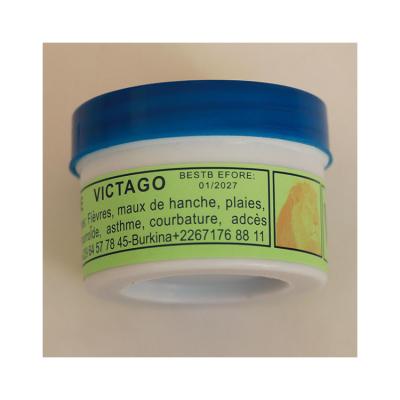 VICTAGO
BESTB EFORE:
01/2027
Fièvres, maux de hanche, plaies,
asthme, courbature, adcès
84 57 78 45-Burkina+2267176 88 11